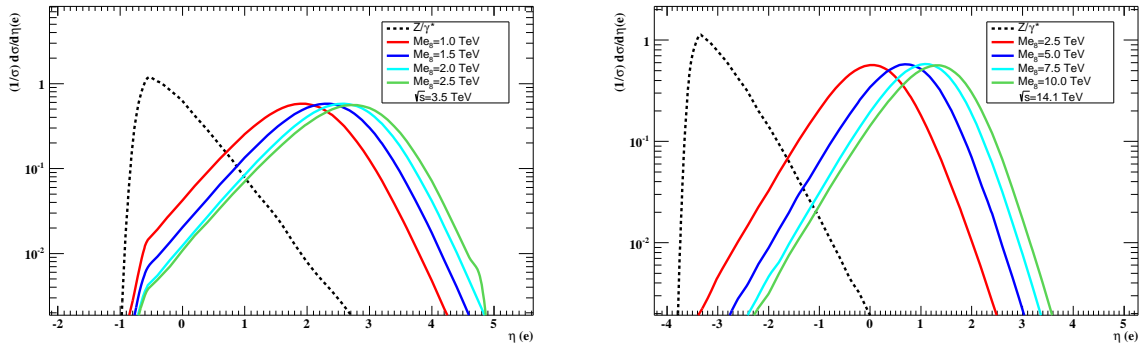 (1/σ) dσ/dη(e)
Z/γ*
Me₈=1.0 TeV
Me₈=1.5 TeV
Me₈=2.0 TeV
Me₈=2.5 TeV
√s=3.5 TeV
1
10⁻¹
10⁻²
-2 -1 0 1 2 3 4 5
η (e)
(1/σ) dσ/dη(e)
Z/γ*
Me₈=2.5 TeV
Me₈=5.0 TeV
Me₈=7.5 TeV
Me₈=10.0 TeV
√s=14.1 TeV
1
10⁻¹
10⁻²
-4 -3 -2 -1 0 1 2 3 4 5
η (e)